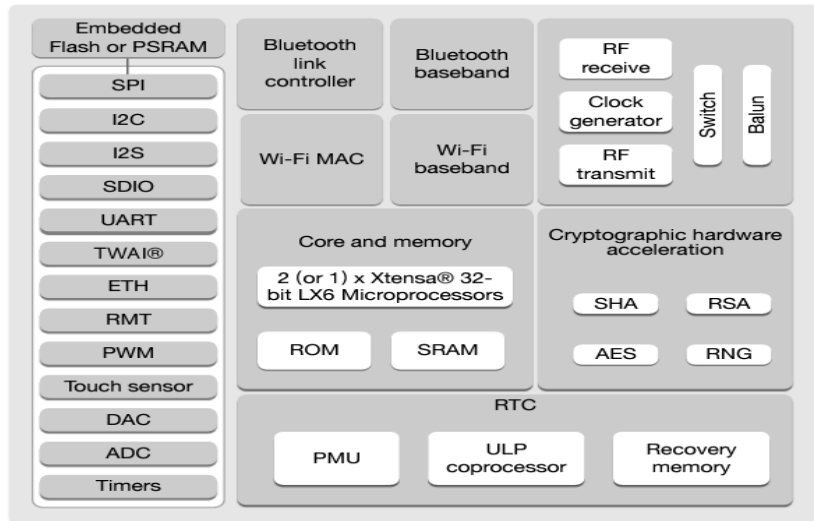 Embedded
Flash or PSRAM
SPI
I2C
I2S
SDIO
UART
TWAI®
ETH
RMT
PWM
Touch sensor
DAC
ADC
Timers
Bluetooth
link
controller
Bluetooth
baseband
Wi-Fi MAC
Wi-Fi
baseband
RF
receive
Clock
generator
RF
transmit
Switch
Balun
Core and memory
2 (or 1) x Xtensa® 32-
bit LX6 Microprocessors
ROM
SRAM
Cryptographic hardware
acceleration
SHA
RSA
AES
RNG
RTC
PMU
ULP
coprocessor
Recovery
memory